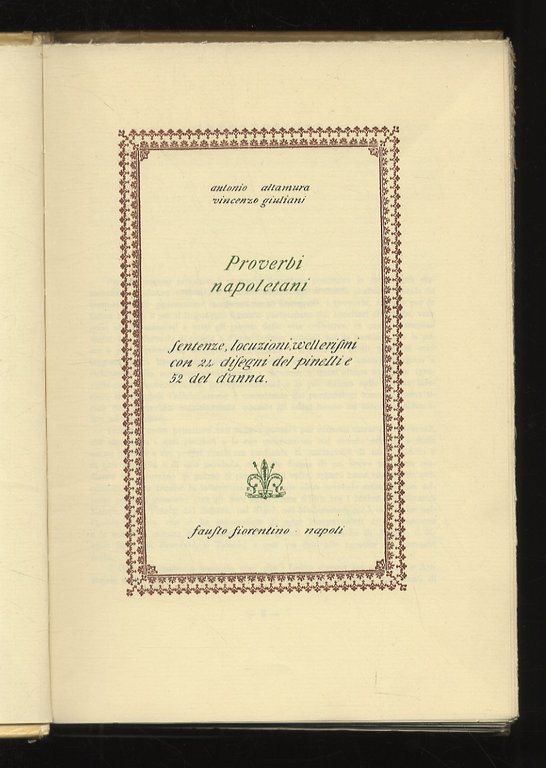 antonio altamura
vincenzo giuliani
Proverbi
napoletani
ſentenze, locuzioni, welleriſmi
con 24 diſegni del pinelli e
52 del d'anna.
fauſto fiorentino - napoli